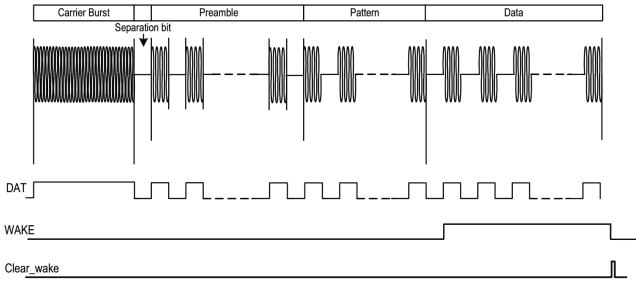 Carrier Burst Preamble Pattern Data
Separation bit
DAT
WAKE
Clear_wake